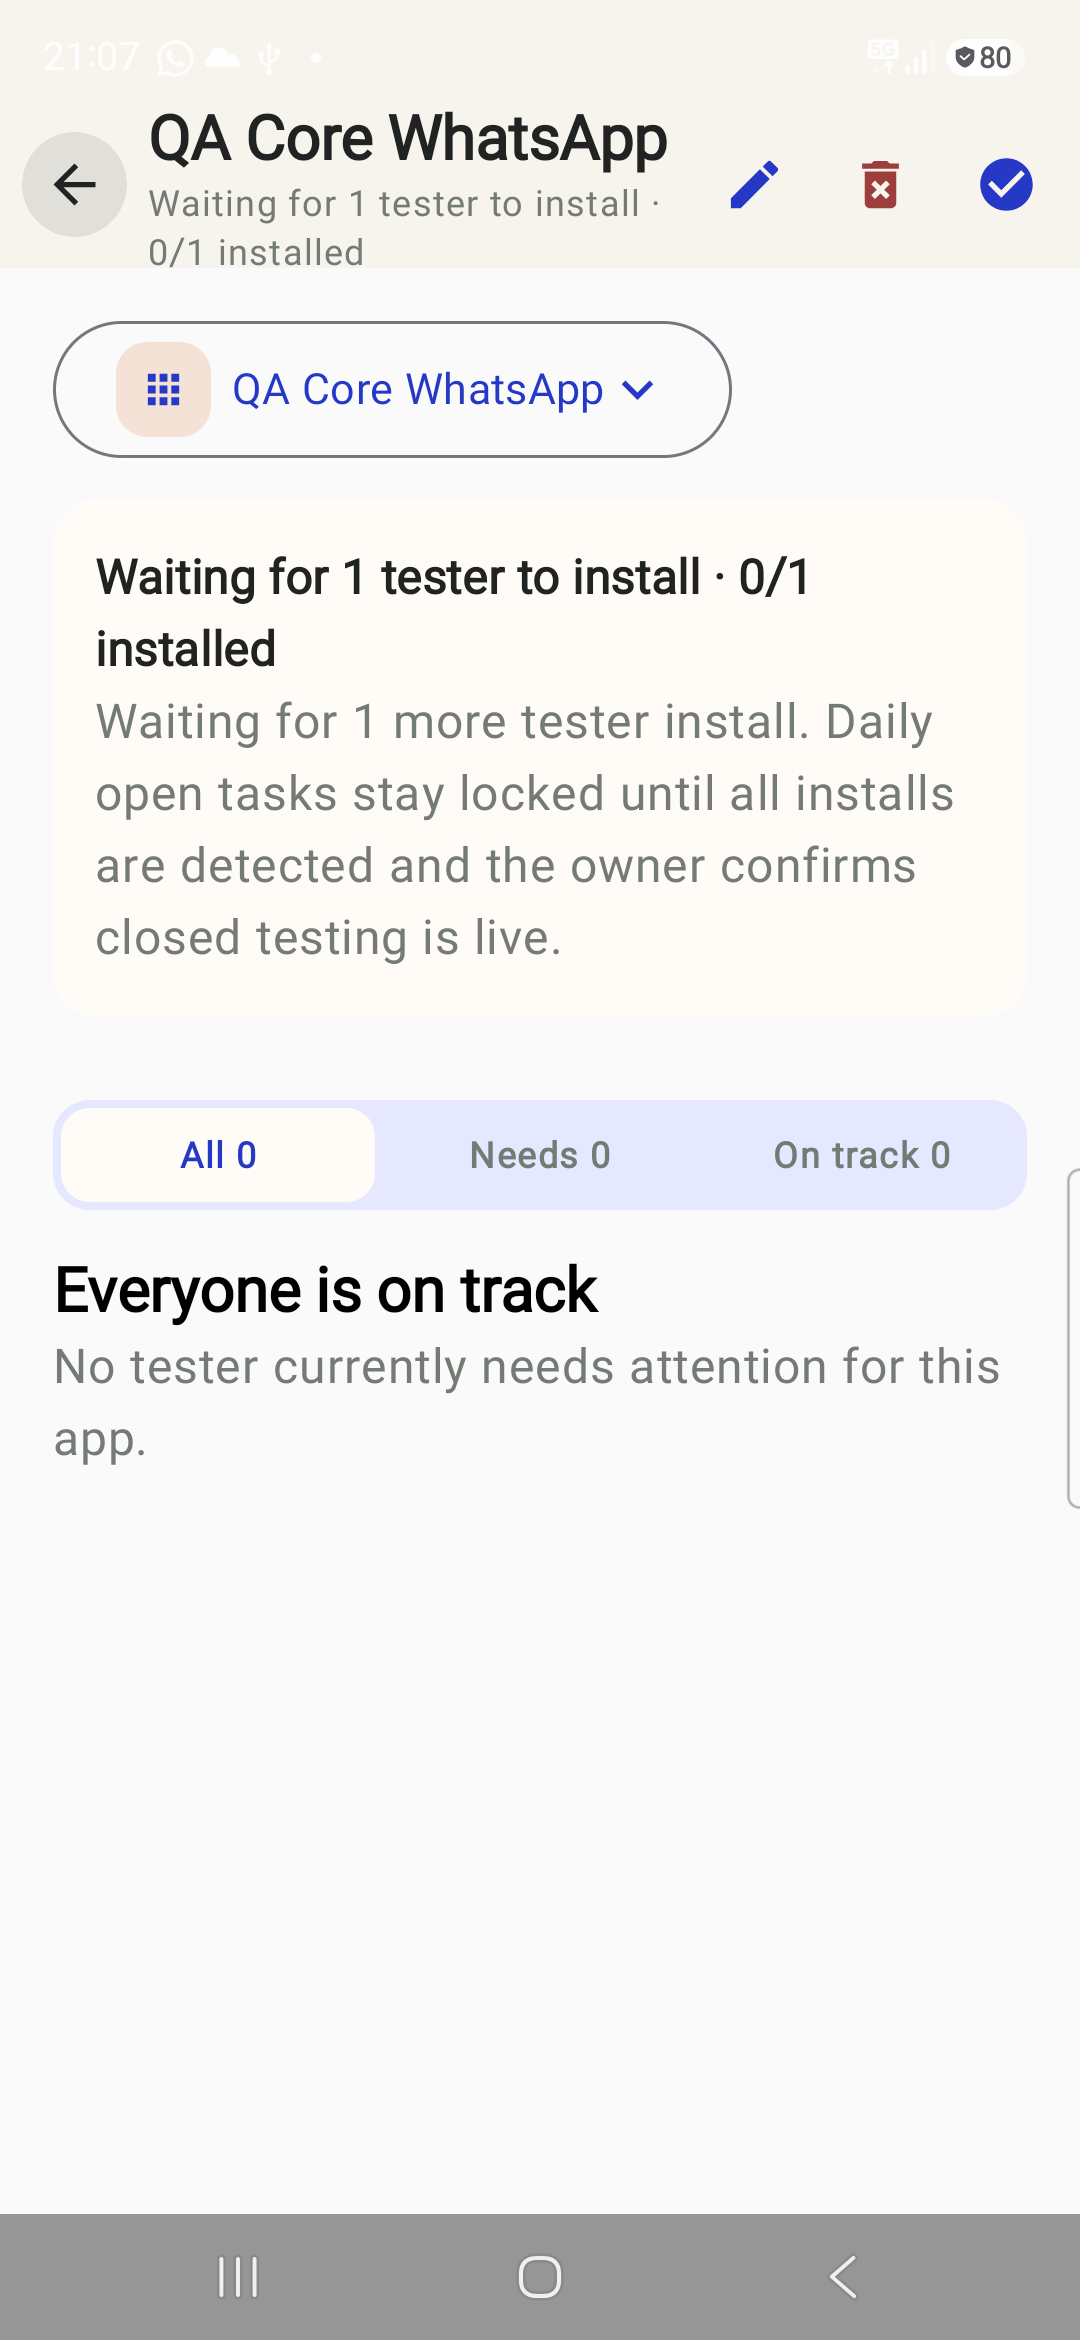 21:07
5G
80
QA Core WhatsApp
Waiting for 1 tester to install ·
0/1 installed
QA Core WhatsApp
Waiting for 1 tester to install · 0/1
installed
Waiting for 1 more tester install. Daily
open tasks stay locked until all installs
are detected and the owner confirms
closed testing is live.
All 0
Needs 0
On track 0
Everyone is on track
No tester currently needs attention for this
app.